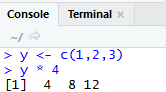 Console Terminal ×
~/
> y <- c(1,2,3)
> y * 4
[1]  4  8 12